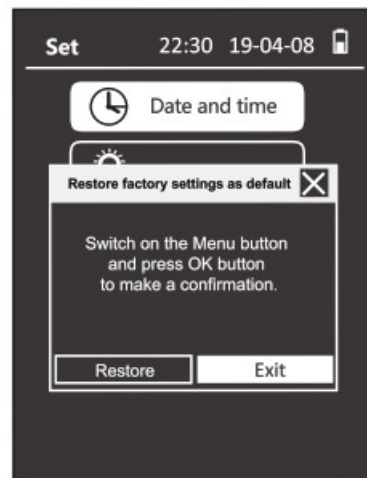 Set 22:30 19-04-08
Date and time
Restore factory settings as default
Switch on the Menu button
and press OK button
to make a confirmation.
Restore Exit